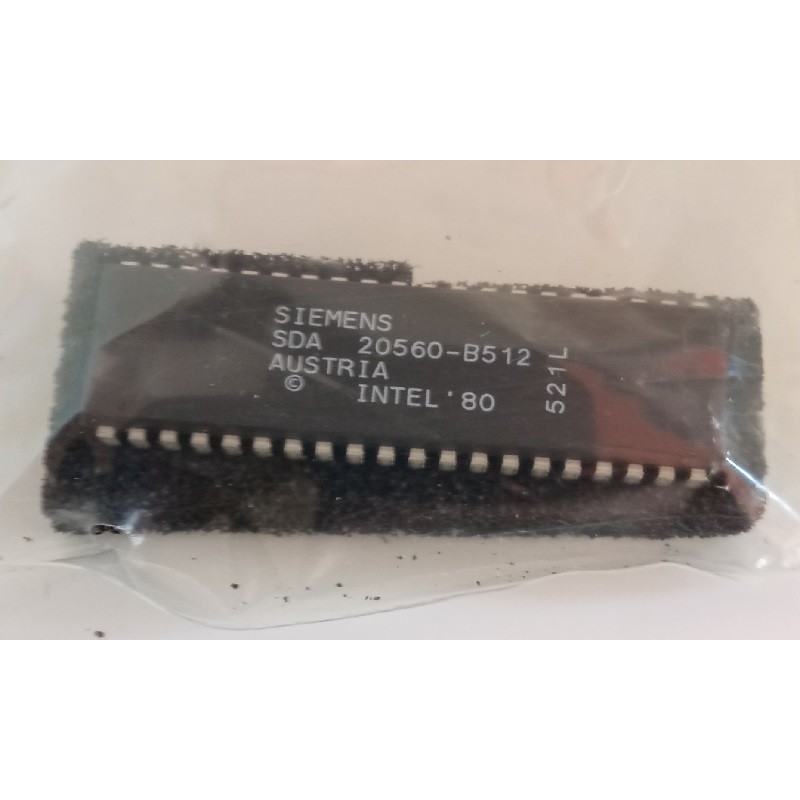 SIEMENS
SDA 20560-B512
AUSTRIA
© INTEL '80
521L